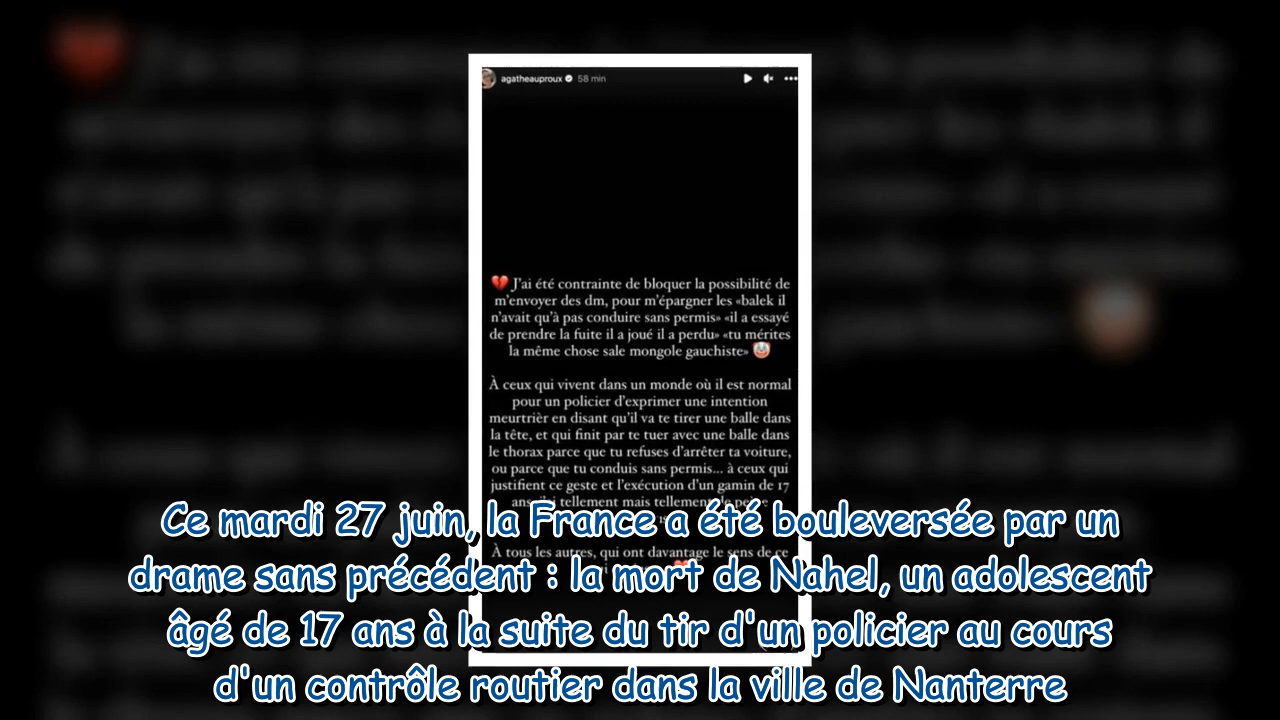 agatheauproux 58 min
J'ai été contrainte de bloquer la possibilité de
m'envoyer des dm, pour m'épargner les «balek il
n'avait qu'à pas conduire sans permis» «il a essayé
de prendre la fuite il a joué il a perdu» «tu mérites
la même chose sale mongole gauchiste»
À ceux qui vivent dans un monde où il est normal
pour un policier d'exprimer une intention
meurtrièr en disant qu'il va te tirer une balle dans
la tête, et qui finit par te tuer avec une balle dans
le thorax parce que tu refuses d'arrêter ta voiture,
ou parce que tu conduis sans permis... à ceux qui
justifient ce geste et l'exécution d'un gamin de 17
ans tellement mais tellement de peine
À tous les autres, qui ont davantage le sens de ce
Ce mardi 27 juin, la France a été bouleversée par un
drame sans précédent : la mort de Nahel, un adolescent
âgé de 17 ans à la suite du tir d'un policier au cours
d'un contrôle routier dans la ville de Nanterre